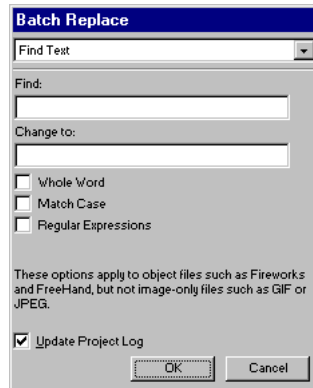 Batch Replace
Find Text
Find:
Change to:
Whole Word
Match Case
Regular Expressions
These options apply to object files such as Fireworks
and FreeHand, but not image-only files such as GIF or
JPEG.
Update Project Log
OK Cancel